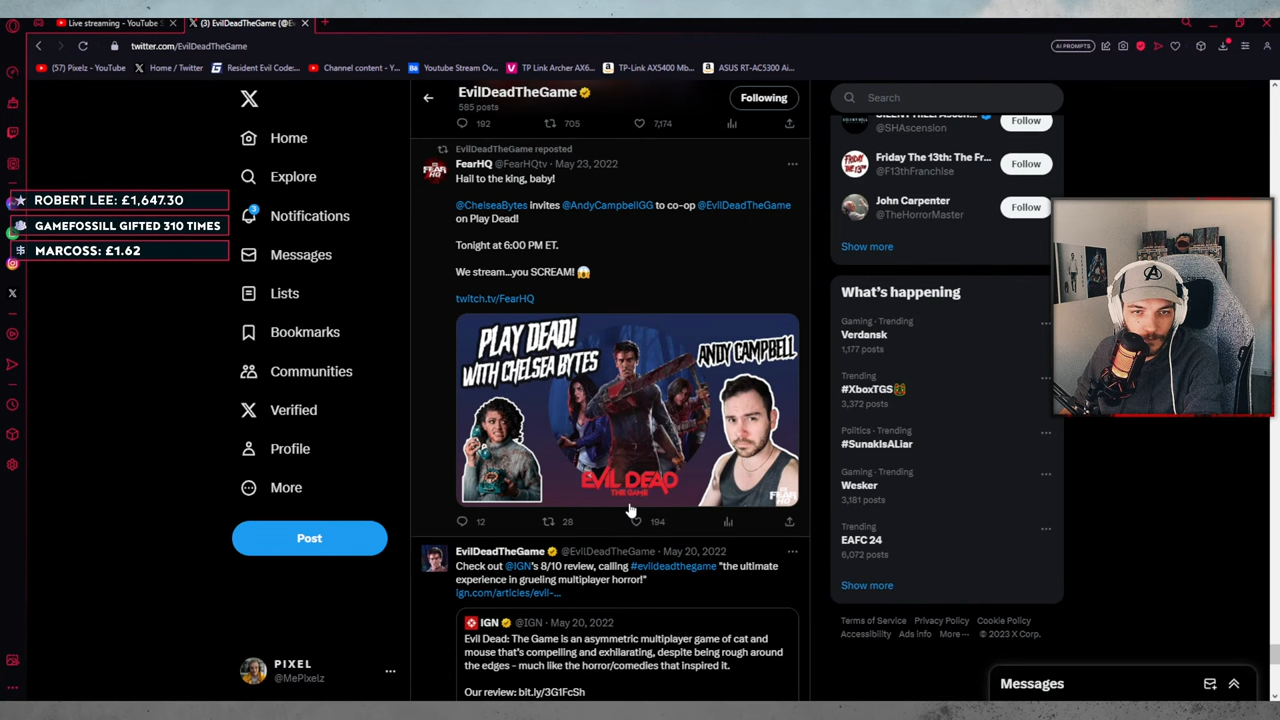 Live streaming - YouTube S
(3) EvilDeadTheGame (@E
twitter.com/EvilDeadTheGame
AI PROMPTS
(57) Pixelz - YouTube
Home / Twitter
Resident Evil Code:...
Channel content - Y...
Youtube Stream Ov...
TP Link Archer AX6...
TP-Link AX5400 Mb...
ASUS RT-AC5300 Ai...
ROBERT LEE: £1,647.30
GAMEFOSSILL GIFTED 310 TIMES
MARCOSS: £1.62
Home
Explore
3
Notifications
Messages
Lists
Bookmarks
Communities
Verified
Profile
More
Post
P I X E L
@MePixelz
EvilDeadTheGame
585 posts
Following
192
705
7,174
EvilDeadTheGame reposted
FearHQ @FearHQtv · May 23, 2022
Hail to the king, baby!
@ChelseaBytes Invites @AndyCampbellGG to co-op @EvilDeadTheGame
on Play Dead!
Tonight at 6:00 PM ET.
We stream...you SCREAM!
twitch.tv/FearHQ
PLAY DEAD!
WITH CHELSEA BYTES
ANDY CAMPBELL
EVIL DEAD
THE GAME
FEAR
HQ
12
28
194
EvilDeadTheGame @EvilDeadTheGame · May 20, 2022
Check out @IGN's 8/10 review, calling #evildeadthegame "the ultimate
experience in grueling multiplayer horror!"
ign.com/articles/evil-...
IGN @IGN · May 20, 2022
Evil Dead: The Game is an asymmetric multiplayer game of cat and
mouse that's compelling and exhilarating, despite being rough around
the edges - much like the horror/comedies that inspired it.
Our review: bit.ly/3G1FcSh
Search
@SHAscension
Follow
Friday The 13th: The Fr...
@F13thFranchise
Follow
John Carpenter
@TheHorrorMaster
Follow
Show more
What's happening
Gaming · Trending
Verdansk
1,177 posts
Trending
#XboxTGS
3,372 posts
Politics · Trending
#SunakIsALiar
Gaming · Trending
Wesker
3,181 posts
Trending
EAFC 24
6,072 posts
Show more
Terms of Service Privacy Policy Cookie Policy
Accessibility Ads info More ··· © 2023 X Corp.
Messages